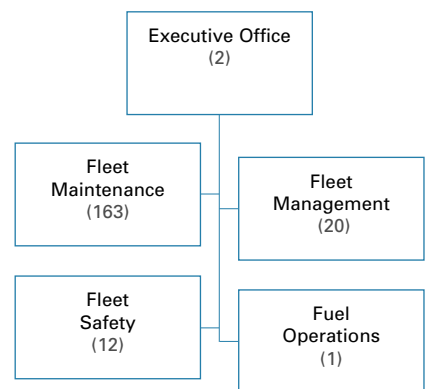 Executive Office
(2)
Fleet
Maintenance
(163)
Fleet
Management
(20)
Fleet
Safety
(12)
Fuel
Operations
(1)